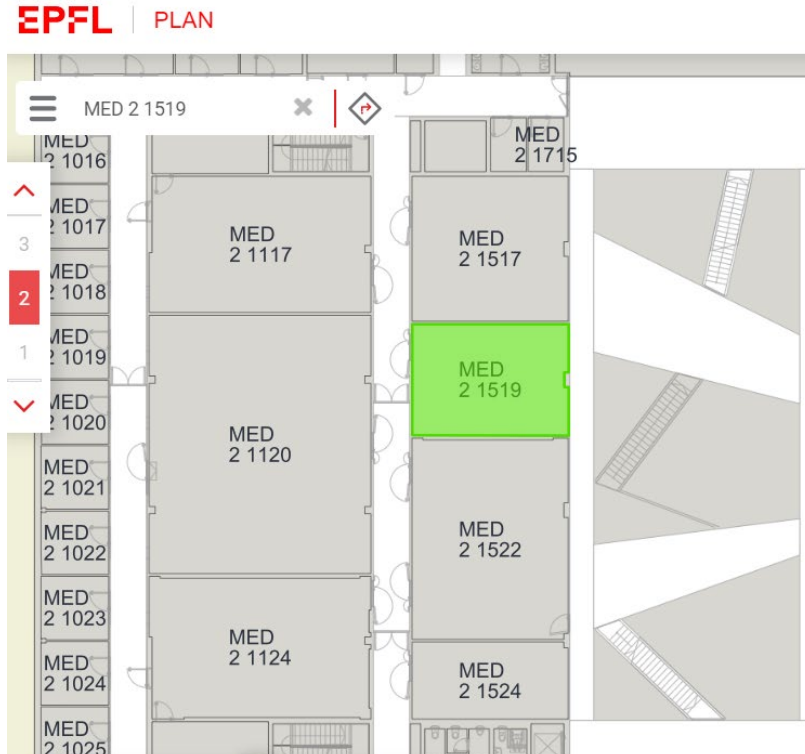 EPFL PLAN
MED 2 1519
MED
2 1016
MED
2 1017
MED
2 1018
MED
2 1019
MED
2 1020
MED
2 1021
MED
2 1022
MED
2 1023
MED
2 1024
MED
2 1025
3
2
1
MED
2 1117
MED
2 1120
MED
2 1124
MED
2 1715
MED
2 1517
MED
2 1519
MED
2 1522
MED
2 1524